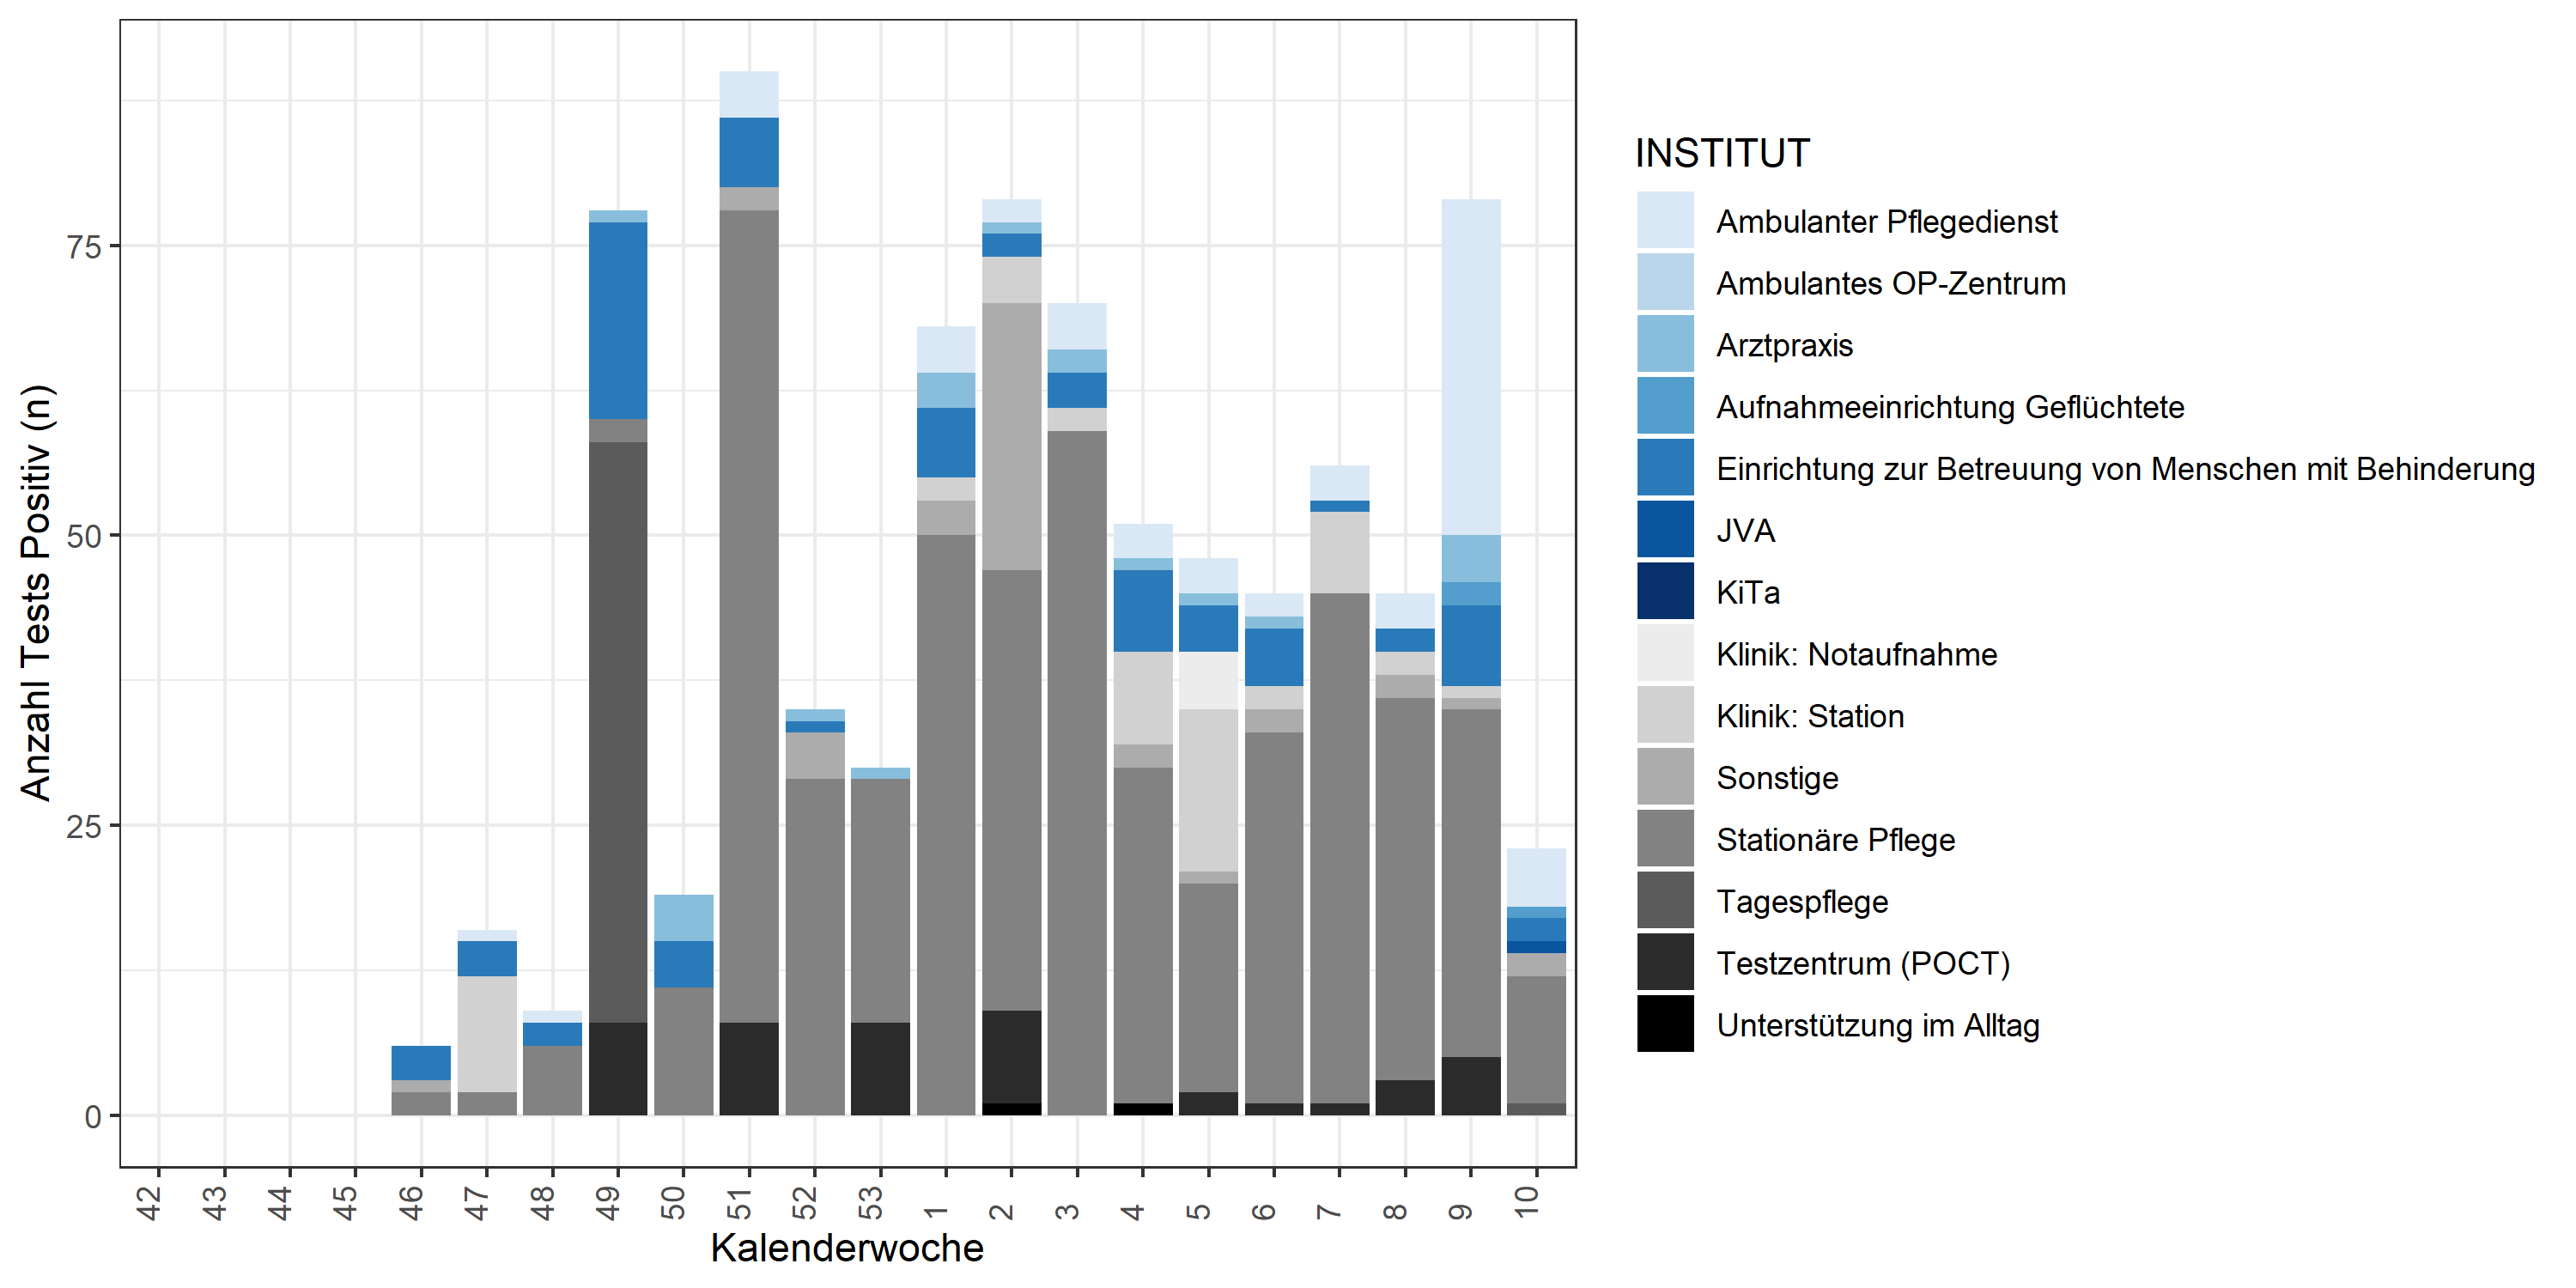 Anzahl Tests Positiv (n)
75
50
25
0
42 43 44 45 46 47 48 49 50 51 52 53 1 2 3 4 5 6 7 8 9 10
Kalenderwoche
INSTITUT
Ambulanter Pflegedienst
Ambulantes OP-Zentrum
Arztpraxis
Aufnahmeeinrichtung Geflüchtete
Einrichtung zur Betreuung von Menschen mit Behinderung
JVA
KiTa
Klinik: Notaufnahme
Klinik: Station
Sonstige
Stationäre Pflege
Tagespflege
Testzentrum (POCT)
Unterstützung im Alltag